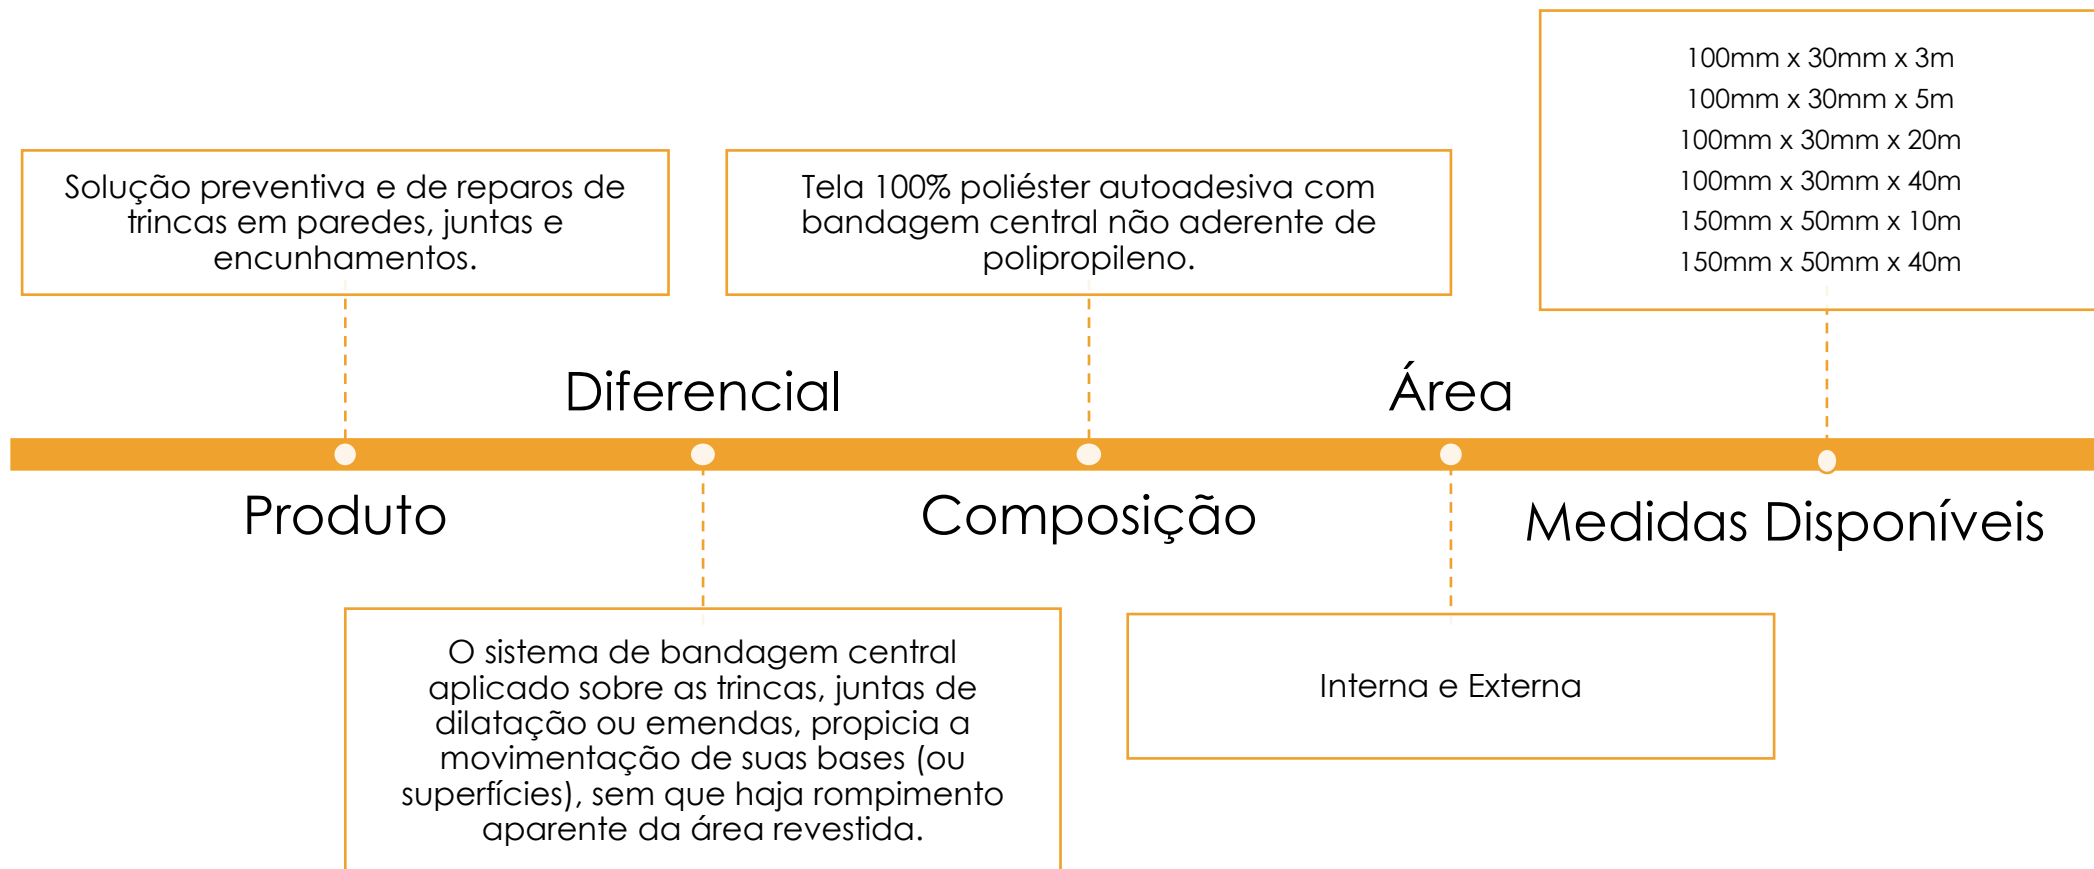 100mm x 30mm x 3m
100mm x 30mm x 5m
100mm x 30mm x 20m
100mm x 30mm x 40m
150mm x 50mm x 10m
150mm x 50mm x 40m
Solução preventiva e de reparos de
trincas em paredes, juntas e
encunhamentos.
Tela 100% poliéster autoadesiva com
bandagem central não aderente de
polipropileno.
Diferencial
Área
Produto
Composição
Medidas Disponíveis
O sistema de bandagem central
aplicado sobre as trincas, juntas de
dilatação ou emendas, propicia a
movimentação de suas bases (ou
superfícies), sem que haja rompimento
aparente da área revestida.
Interna e Externa